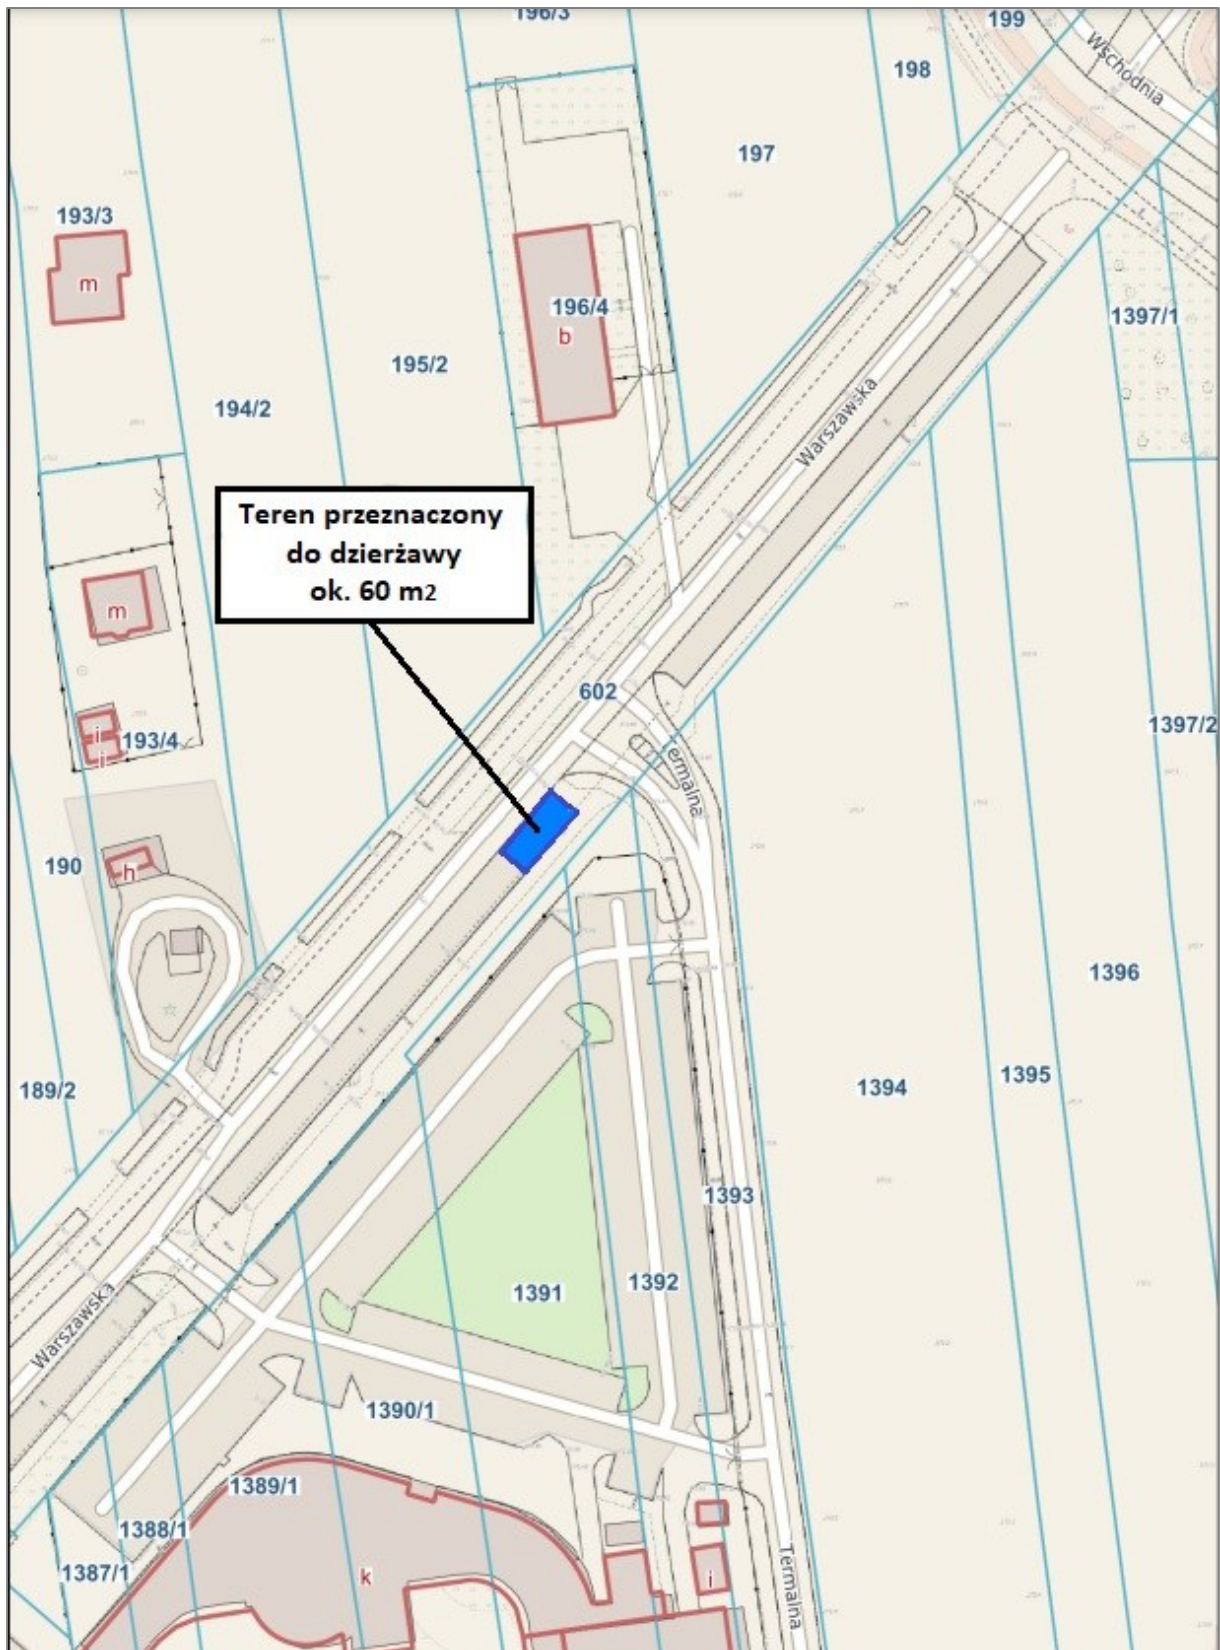 196/3
199
Wschodnia
198
197
193/3
m
196/4
b
1397/1
195/2
194/2
Warszawska
Teren przeznaczony
do dzierżawy
ok. 60 m2
m
602
1397/2
i
193/4
i
Termalna
190
h
1396
189/2
1394
1395
1393
1391
1392
Warszawska
1390/1
1389/1
1388/1
1387/1
k
i
Termalna